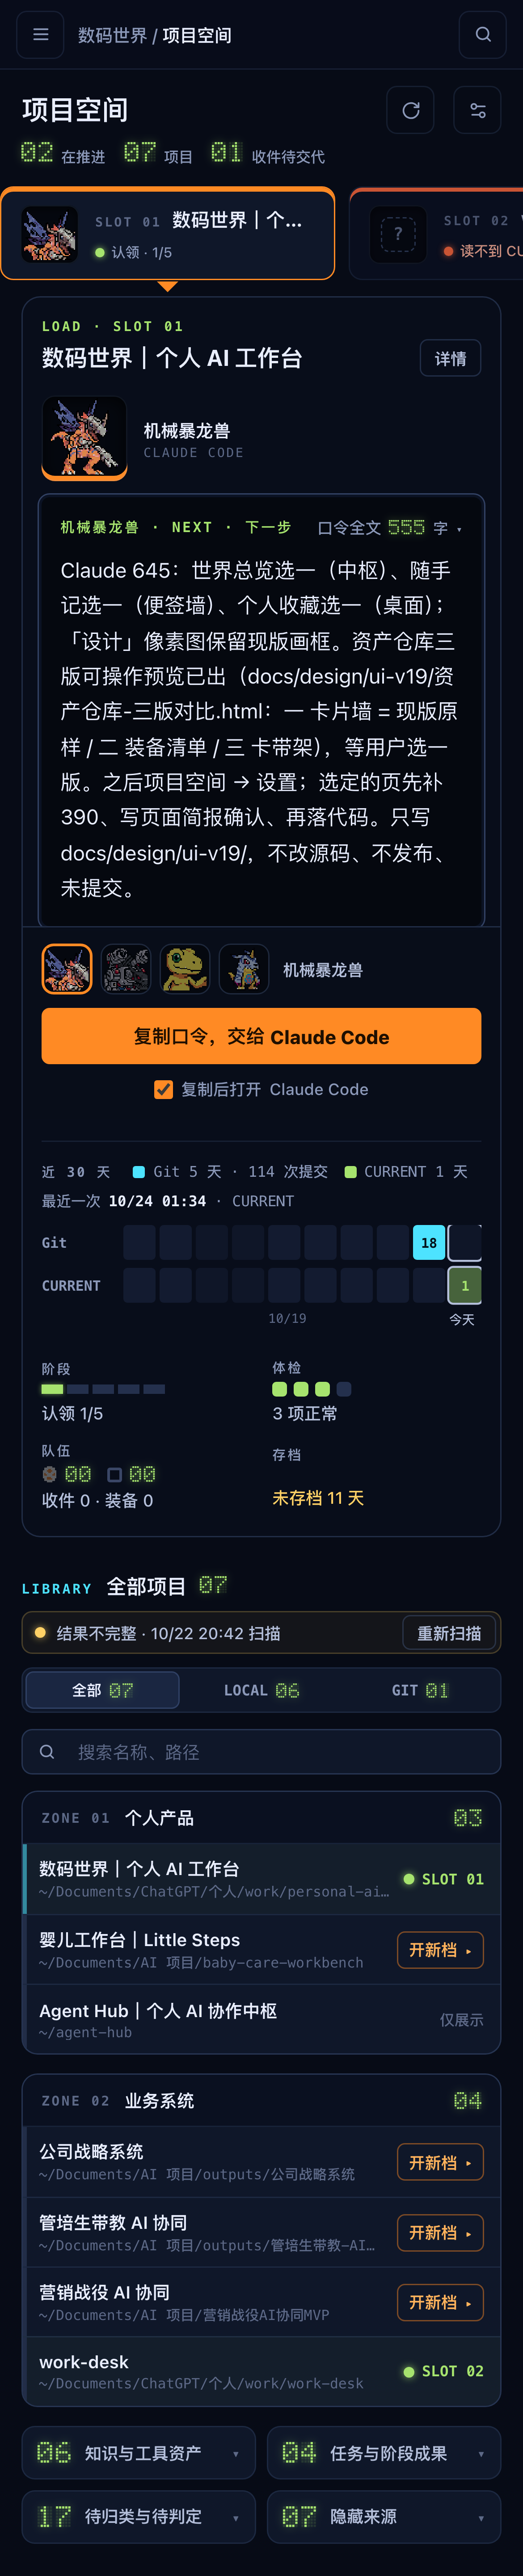 数码世界 / 项目空间
项目空间
02 在推进 07 项目 01 收件待交代
SLOT 01 数码世界｜个...
认领 · 1/5
SLOT 02
? 读不到 CU
LOAD · SLOT 01
数码世界｜个人 AI 工作台
详情
机械暴龙兽
CLAUDE CODE
机械暴龙兽 · NEXT · 下一步 口令全文 555 字 ▾
Claude 645：世界总览选一（中枢）、随手
记选一（便签墙）、个人收藏选一（桌面）；
「设计」像素图保留现版画框。资产仓库三
版可操作预览已出（docs/design/ui-v19/资
产仓库-三版对比.html：一 卡片墙 = 现版原
样 / 二 装备清单 / 三 卡带架），等用户选一
版。之后项目空间 → 设置；选定的页先补
390、写页面简报确认、再落代码。只写
docs/design/ui-v19/，不改源码、不发布、
未提交。
机械暴龙兽
复制口令，交给 Claude Code
复制后打开 Claude Code
近 30 天 Git 5 天 · 114 次提交 CURRENT 1 天
最近一次 10/24 01:34 · CURRENT
Git 18
CURRENT 1
10/19 今天
阶段 体检
认领 1/5 3 项正常
队伍 存档
00 00
收件 0 · 装备 0 未存档 11 天
LIBRARY 全部项目 07
结果不完整 · 10/22 20:42 扫描 重新扫描
全部 07 LOCAL 06 GIT 01
搜索名称、路径
ZONE 01 个人产品 03
数码世界｜个人 AI 工作台 SLOT 01
~/Documents/ChatGPT/个人/work/personal-ai…
婴儿工作台｜Little Steps 开新档 ▸
~/Documents/AI 项目/baby-care-workbench
Agent Hub｜个人 AI 协作中枢 仅展示
~/agent-hub
ZONE 02 业务系统 04
公司战略系统 开新档 ▸
~/Documents/AI 项目/outputs/公司战略系统
管培生带教 AI 协同 开新档 ▸
~/Documents/AI 项目/outputs/管培生带教-AI…
营销战役 AI 协同 开新档 ▸
~/Documents/AI 项目/营销战役AI协同MVP
work-desk SLOT 02
~/Documents/ChatGPT/个人/work/work-desk
06 知识与工具资产 ▾ 04 任务与阶段成果 ▾
17 待归类与待判定 ▾ 07 隐藏来源 ▾